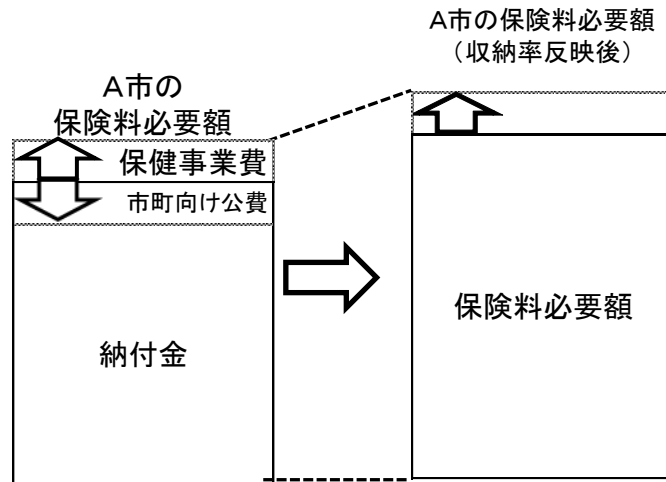 A市の
保険料必要額
保健事業費
市町向け公費
納付金
A市の保険料必要額
（収納率反映後）
保険料必要額